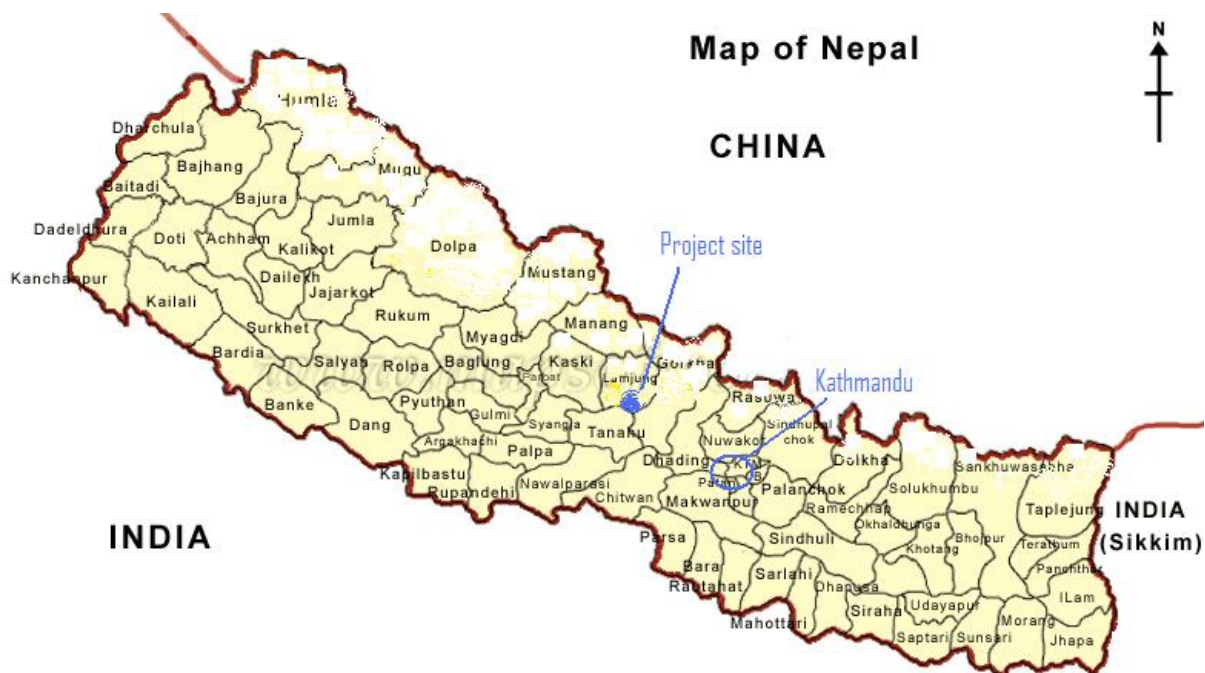 Map of Nepal
N
CHINA
Humla
Dharchula
Bajhang
Mugu
Baitadi
Bajura
Jumla
Dadeldhura
Doti
Achham
Kalikot
Dolpa
Project site
Mustang
Kanchanpur
Kailali
Dailekh
Jajarkot
Rukum
Manang
Surkhet
Myagdi
Bardia
Salyan
Rolpa
Baglung
Kaski
Lamjung
Gorkha
Kathmandu
Parbat
Rasuwa
Banke
Dang
Pyuthan
Gulmi
Syangja
Tanahu
Nuwakot
Sindhupal
chok
Argakhachi
Palpa
Dhading
KTM
Dolkha
Sankhuwasabha
Kapilbastu
Rupandehi
Nawalparasi
Chitwan
Patan
Makwanpur
Palanchok
Solukhumbu
Ramechhap
Taplejung
INDIA
(Sikkim)
INDIA
Okhaldhunga
Parsa
Sindhuli
Khotang
Bhojpur
Terathum
Panchthar
Bara
Rautahat
Sarlahi
Dhanusa
Siraha
Udayapur
ILam
Mahottari
Saptari
Sunsari
Morang
Jhapa